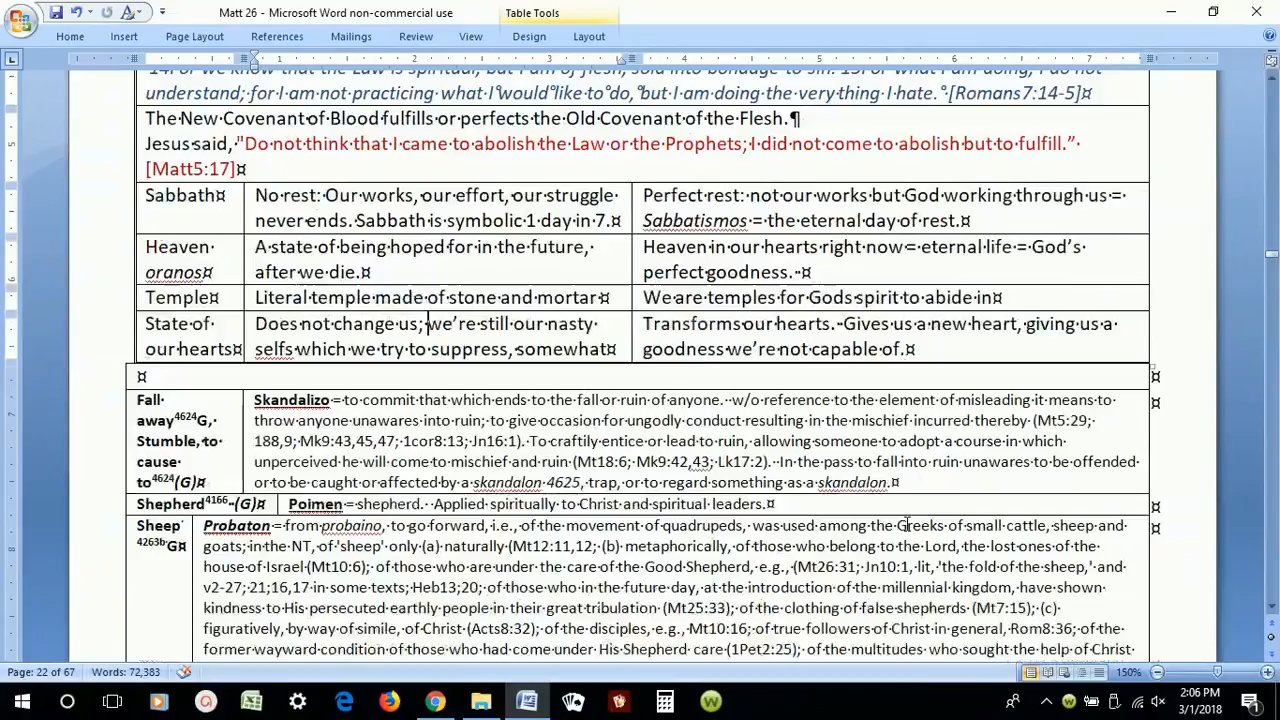 Matt 26 - Microsoft Word non-commercial use
Table Tools
Home Insert Page Layout References Mailings Review View Design Layout
1 2 3 4 5 6 7
understand; for I am not practicing what I would like to do, but I am doing the very thing I hate. [Romans7:14-5]¤
The New Covenant of Blood fulfills or perfects the Old Covenant of the Flesh.¶
Jesus said, "Do not think that I came to abolish the Law or the Prophets; I did not come to abolish but to fulfill."
[Matt5:17]¤
Sabbath¤
No rest: Our works, our effort, our struggle
never ends. Sabbath is symbolic 1 day in 7.¤
Perfect rest: not our works but God working through us =
Sabbatismos = the eternal day of rest.¤
Heaven
oranos¤
A state of being hoped for in the future,
after we die.¤
Heaven in our hearts right now = eternal life = God's
perfect goodness. -¤
Temple¤
Literal temple made of stone and mortar¤
We are temples for Gods spirit to abide in¤
State of
our hearts¤
Does not change us; we're still our nasty
selfs which we try to suppress, somewhat¤
Transforms our hearts. Gives us a new heart, giving us a
goodness we're not capable of.¤
¤
Fall
away4624G,
Stumble, to
cause
to4624(G)¤
Skandalizo = to commit that which ends to the fall or ruin of anyone. w/o reference to the element of misleading it means to
throw anyone unawares into ruin; to give occasion for ungodly conduct resulting in the mischief incurred thereby (Mt5:29;
188,9; Mk9:43,45,47; 1cor8:13; Jn16:1). To craftily entice or lead to ruin, allowing someone to adopt a course in which
unperceived he will come to mischief and ruin (Mt18:6; Mk9:42,43; Lk17:2). In the pass to fall into ruin unawares to be offended
or to be caught or affected by a skandalon 4625, trap, or to regard something as a skandalon.¤
Shepherd4166-(G)¤
Poimen = shepherd. Applied spiritually to Christ and spiritual leaders.¤
Sheep
4263b G¤
Probaton = from probaino, to go forward, i.e., of the movement of quadrupeds, was used among the Greeks of small cattle, sheep and
goats; in the NT, of 'sheep' only (a) naturally (Mt12:11,12; (b) metaphorically, of those who belong to the Lord, the lost ones of the
house of Israel (Mt10:6); of those who are under the care of the Good Shepherd, e.g., (Mt26:31; Jn10:1, lit, 'the fold of the sheep,' and
v2-27; 21;16,17 in some texts; Heb13;20; of those who in the future day, at the introduction of the millennial kingdom, have shown
kindness to His persecuted earthly people in their great tribulation (Mt25:33); of the clothing of false shepherds (Mt7:15); (c)
figuratively, by way of simile, of Christ (Acts8:32); of the disciples, e.g., Mt10:16; of true followers of Christ in general, Rom8:36; of the
former wayward condition of those who had come under His Shepherd care (1Pet2:25); of the multitudes who sought the help of Christ
Page: 22 of 67 Words: 72,383 150%
2:06 PM
3/1/2018